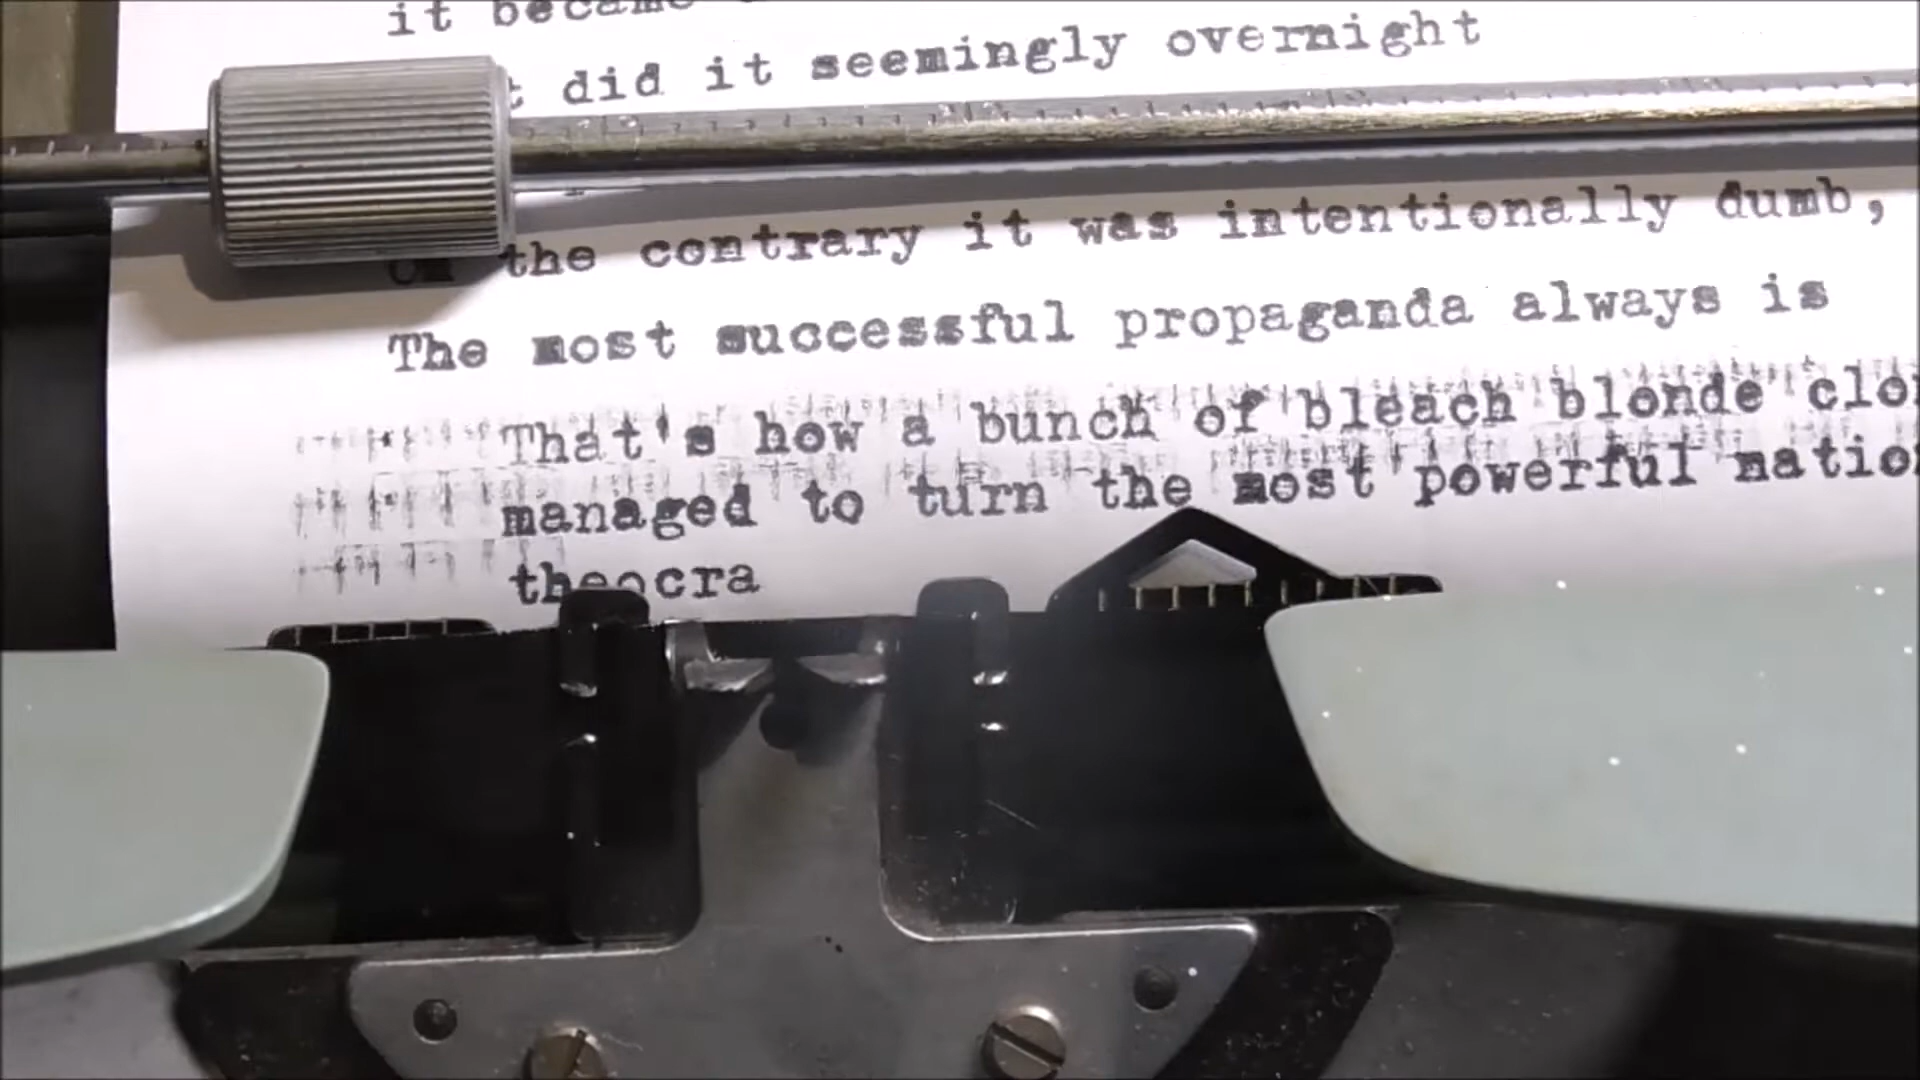 it became
did it seemingly overnight
On the contrary it was intentionally dumb,
The most successful propaganda always is
That's how a bunch of bleach blonde
managed to turn the most powerful
theocra